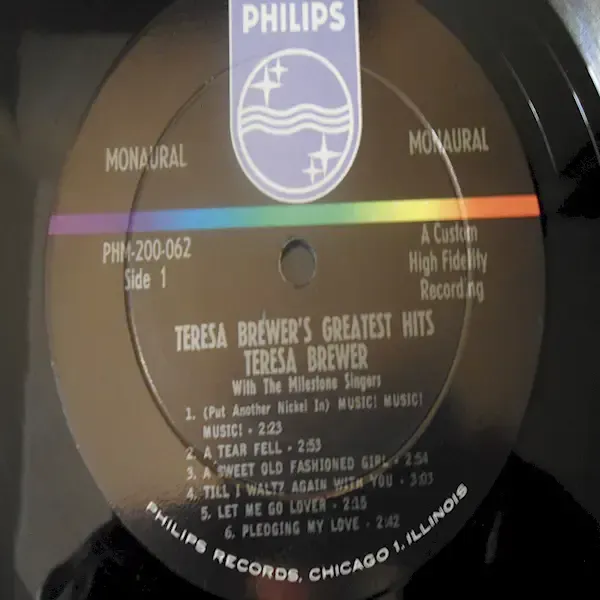 PHILIPS
MONAURAL MONAURAL
PHM-200-062 A Custom
Side 1 High Fidelity
Recording
TERESA BREWER'S GREATEST HITS
TERESA BREWER
With The Milestone Singers
1. (Put Another Nickel In) MUSIC! MUSIC!
MUSIC! - 2:23
2. A TEAR FELL - 2:53
3. A SWEET OLD FASHIONED GIRL - 2:54
4. TILL I WALTZ AGAIN WITH YOU - 3:03
5. LET ME GO LOVER - 2:15
6. PLEDGING MY LOVE - 2:42
PHILIPS RECORDS, CHICAGO 1, ILLINOIS